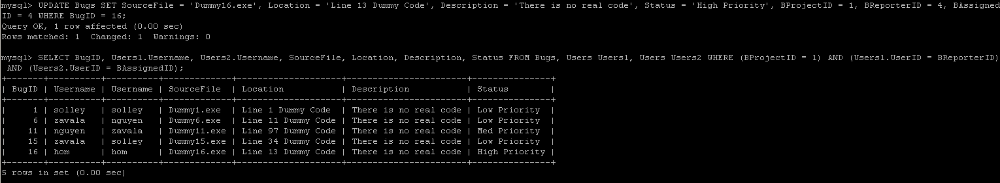 mysql> UPDATE Bugs SET SourceFile = 'Dummy16.exe', Location = 'Line 13 Dummy Code', Description = 'There is no real code', Status = 'High Priority', BProjectID = 1, BReporterID = 4, BAssigned
ID = 4 WHERE BugID = 16;
Query OK, 1 row affected (0.00 sec)
Rows matched: 1  Changed: 1  Warnings: 0

mysql> SELECT BugID, Users1.Username, Users2.Username, SourceFile, Location, Description, Status FROM Bugs, Users Users1, Users Users2 WHERE (BProjectID = 1) AND (Users1.UserID = BReporterID)
 AND (Users2.UserID = BAssignedID);
+-------+----------+----------+-------------+--------------------+-----------------------+---------------+
| BugID | Username | Username | SourceFile  | Location           | Description           | Status        |
+-------+----------+----------+-------------+--------------------+-----------------------+---------------+
|     1 | solley   | solley   | Dummy1.exe  | Line 1 Dummy Code  | There is no real code | Low Priority  |
|     6 | zavala   | nguyen   | Dummy6.exe  | Line 11 Dummy Code | There is no real code | Low Priority  |
|    11 | nguyen   | zavala   | Dummy11.exe | Line 97 Dummy Code | There is no real code | Med Priority  |
|    15 | zavala   | solley   | Dummy15.exe | Line 34 Dummy Code | There is no real code | Low Priority  |
|    16 | hom      | hom      | Dummy16.exe | Line 13 Dummy Code | There is no real code | High Priority |
+-------+----------+----------+-------------+--------------------+-----------------------+---------------+
5 rows in set (0.00 sec)